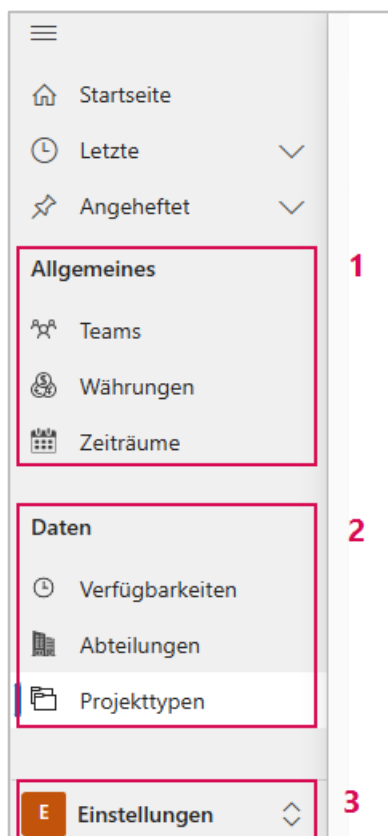 Startseite
Letzte
Angeheftet
Allgemeines 1
Teams
Währungen
Zeiträume
Daten 2
Verfügbarkeiten
Abteilungen
Projekttypen
E Einstellungen 3